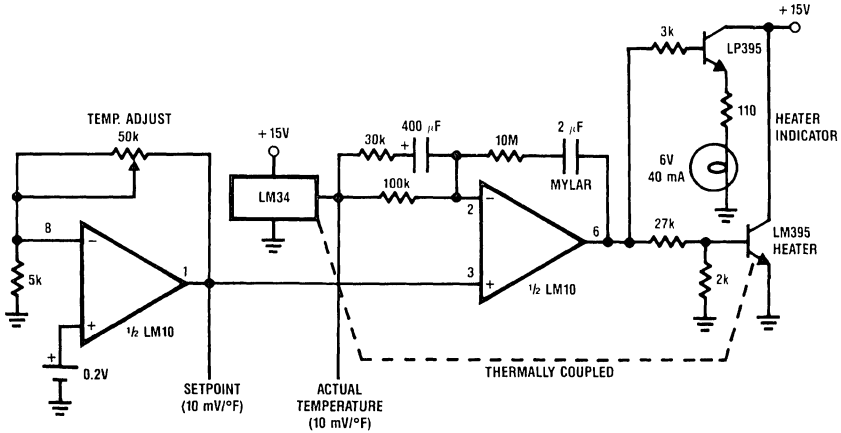 + 15V
3k
LP395
TEMP. ADJUST
50k
400 μF
+
2 μF
110
HEATER
INDICATOR
+ 15V
30k
10M
6V
40 mA
MYLAR
LM34
100k
8
−
2
−
6
27k
LM395
HEATER
5k
1
3
+
2k
½ LM10
+
½ LM10
+
0.2V
THERMALLY COUPLED
SETPOINT
(10 mV/°F)
ACTUAL
TEMPERATURE
(10 mV/°F)